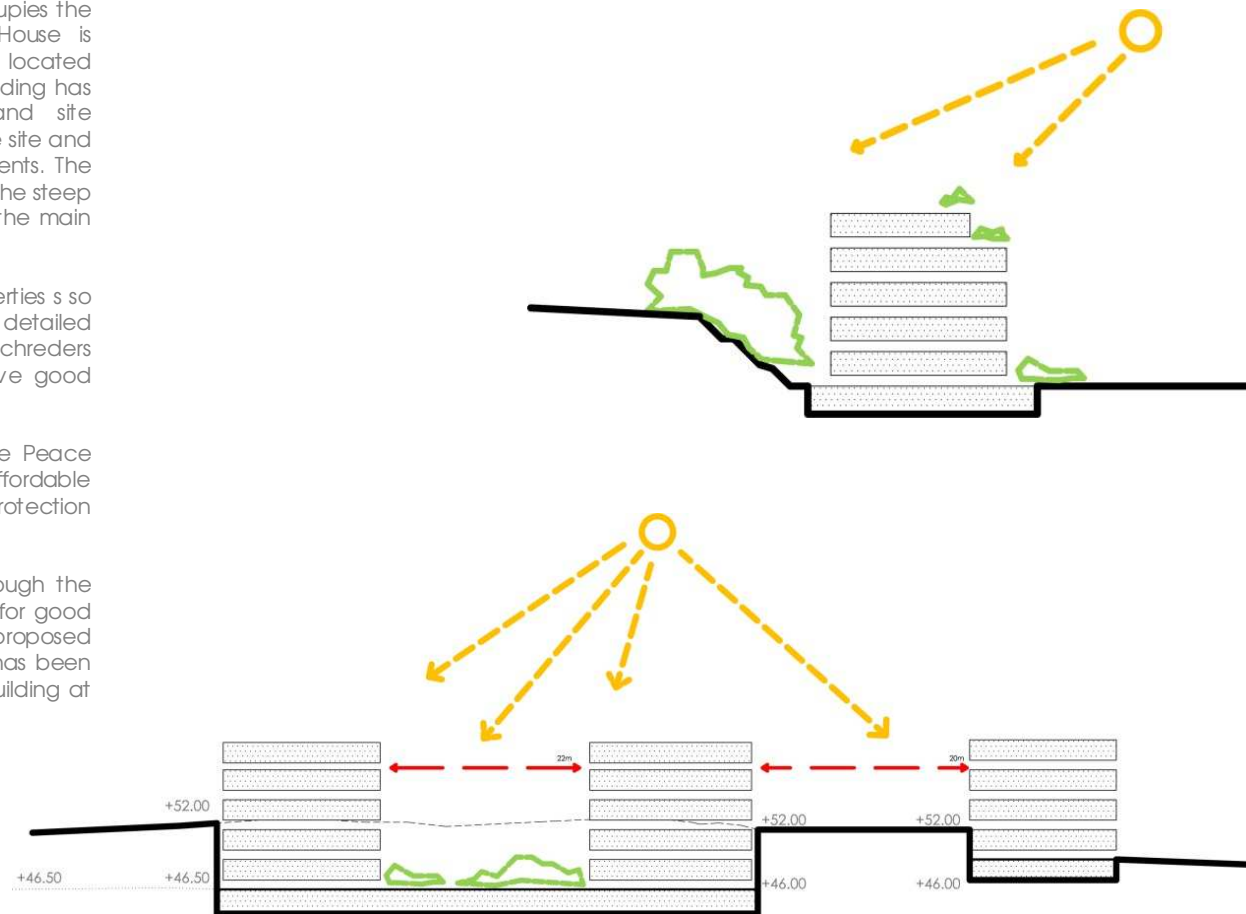 upies the
House is
located
ding has
and site
e site and
ents. The
he steep
the main
erties s so
detailed
chreders
ve good
e Peace
ffordable
rotection
ough the
for good
proposed
has been
uilding at
22m
20m
+52.00
+52.00
+52.00
+46.50
+46.50
+46.00
+46.00